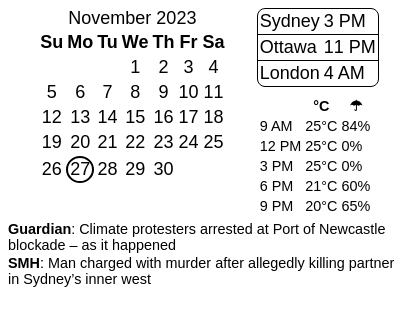 November 2023
Su Mo Tu We Th Fr Sa
1 2 3 4
5 6 7 8 9 10 11
12 13 14 15 16 17 18
19 20 21 22 23 24 25
26 27 28 29 30
Sydney 3 PM
Ottawa 11 PM
London 4 AM
°C ☂
9 AM 25°C 84%
12 PM 25°C 0%
3 PM 25°C 0%
6 PM 21°C 60%
9 PM 20°C 65%
Guardian: Climate protesters arrested at Port of Newcastle
blockade – as it happened
SMH: Man charged with murder after allegedly killing partner
in Sydney’s inner west